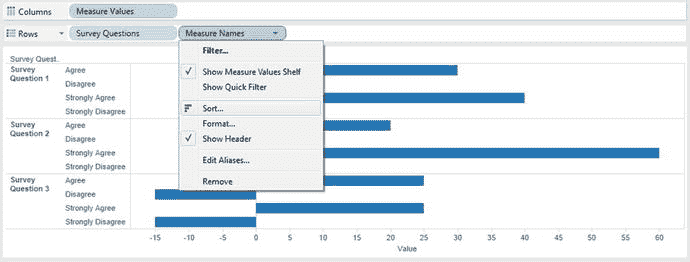 Columns Measure Values
Rows Survey Questions Measure Names
Filter...
Show Measure Values Shelf
Show Quick Filter
Sort...
Format...
Show Header
Edit Aliases...
Remove
Survey Quest..
Survey Question 1
Agree
Disagree
Strongly Agree
Strongly Disagree
Survey Question 2
Agree
Disagree
Strongly Agree
Strongly Disagree
Survey Question 3
Agree
Disagree
Strongly Agree
Strongly Disagree
-15 -10 -5 0 5 10 15 20 25 30 35 40 45 50 55 60
Value